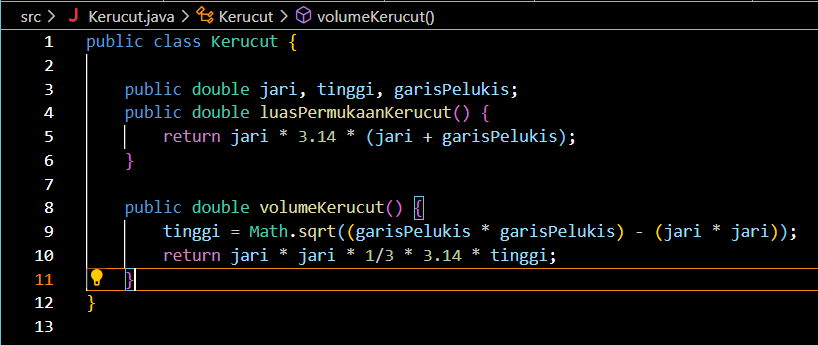 src > J Kerucut.java > Kerucut > volumeKerucut()
1 public class Kerucut {
2
3     public double jari, tinggi, garisPelukis;
4     public double luasPermukaanKerucut() {
5         return jari * 3.14 * (jari + garisPelukis);
6     }
7
8     public double volumeKerucut() {
9         tinggi = Math.sqrt((garisPelukis * garisPelukis) - (jari * jari));
10         return jari * jari * 1/3 * 3.14 * tinggi;
11     }
12 }
13